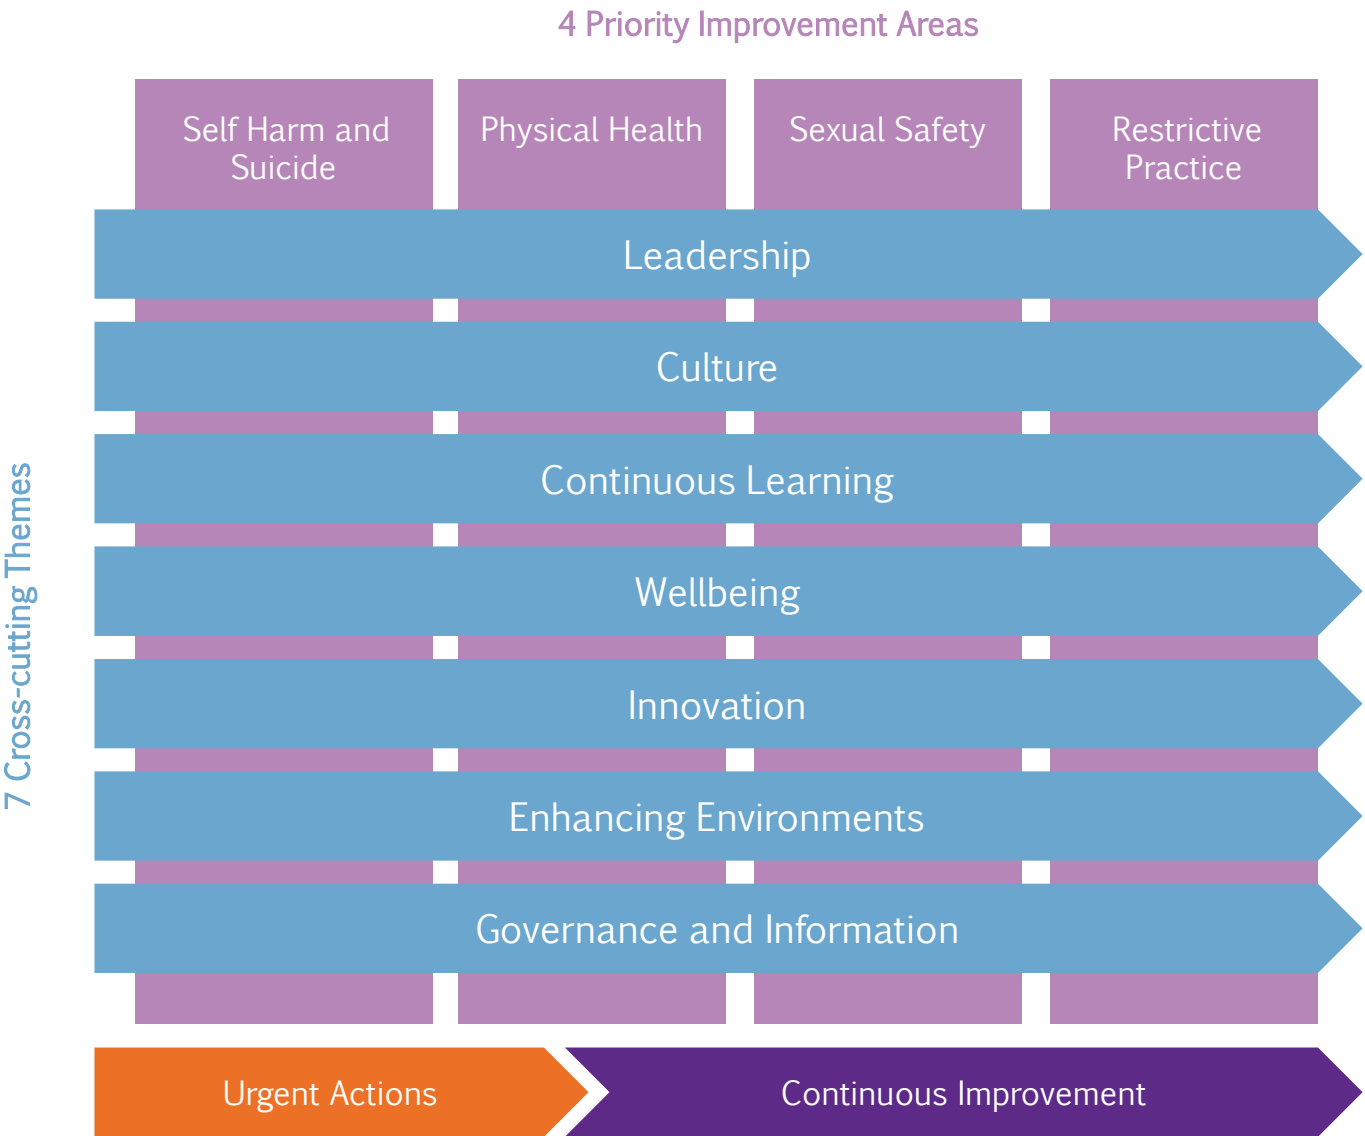 4 Priority Improvement Areas
Self Harm and
Suicide
Physical Health
Sexual Safety
Restrictive
Practice
7 Cross-cutting Themes
Leadership
Culture
Continuous Learning
Wellbeing
Innovation
Enhancing Environments
Governance and Information
Urgent Actions
Continuous Improvement